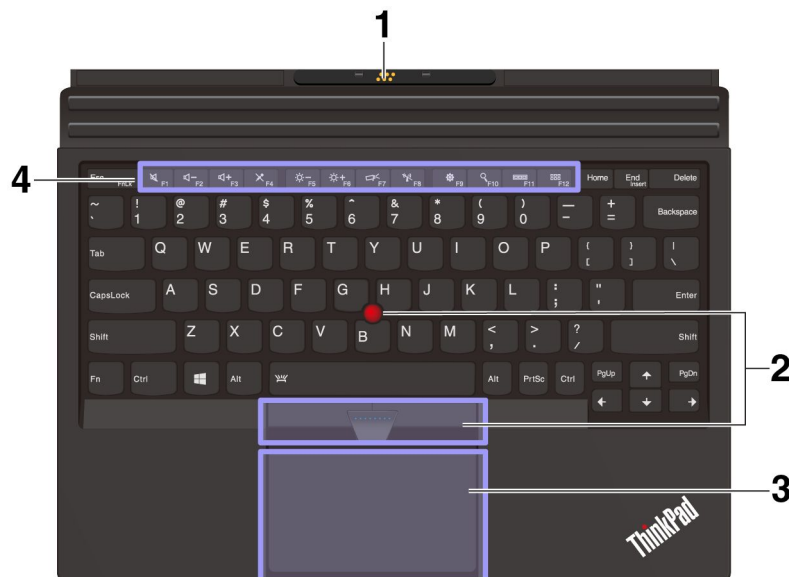 1
4
Esc FnLk F1 F2 F3 F4 F5 F6 F7 F8 F9 F10 F11 F12 Home End Insert Delete
~ ` ! 1 @ 2 # 3 $ 4 % 5 ^ 6 & 7 * 8 ( 9 ) 0 — - + = Backspace
Tab Q W E R T Y U I O P { [ } ] | \
CapsLock A S D F G H J K L : ; " ' Enter
Shift Z X C V B N M < , > . ? / Shift
2
Fn Ctrl Alt Alt PrtSc Ctrl PgUp PgDn
3
ThinkPad